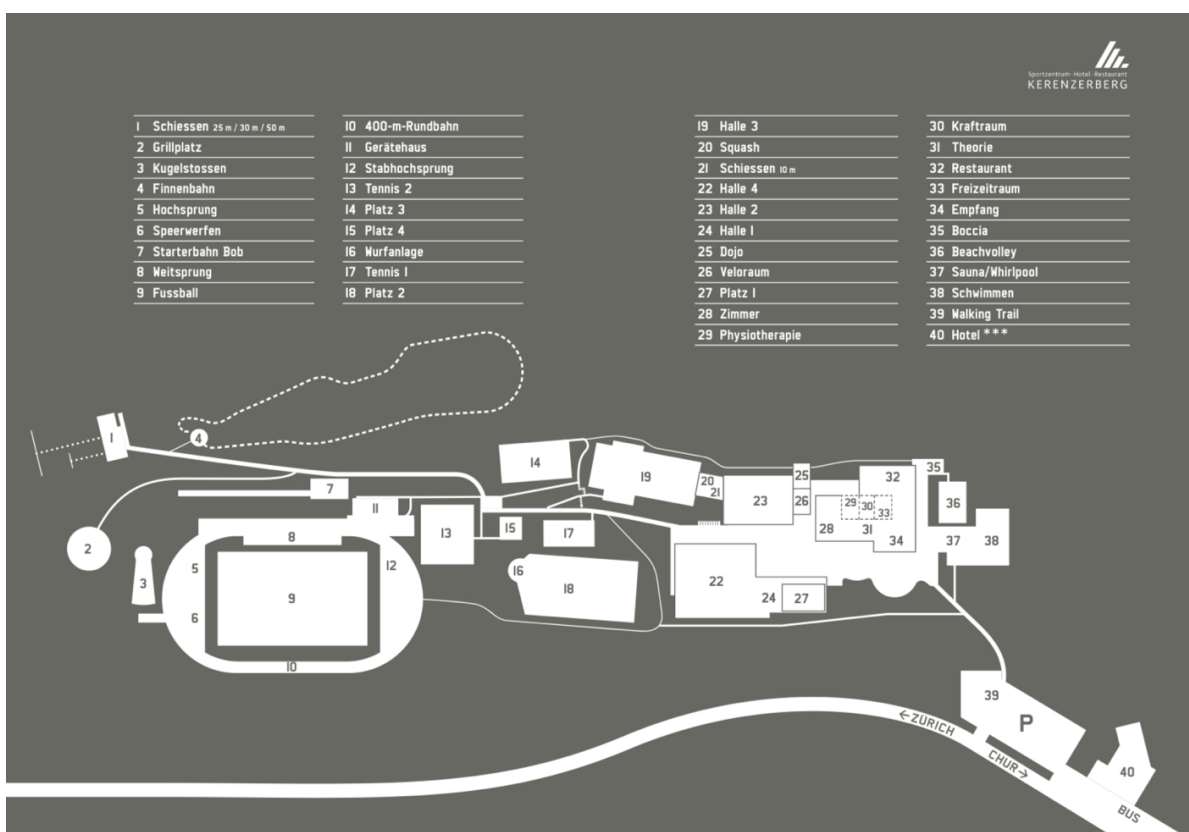 Sportzentrum · Hotel · Restaurant
KERENZERBERG
1 Schiessen 25 m / 30 m / 50 m
2 Grillplatz
3 Kugelstossen
4 Finnenbahn
5 Hochsprung
6 Speerwerfen
7 Starterbahn Bob
8 Weitsprung
9 Fussball
10 400-m-Rundbahn
11 Gerätehaus
12 Stabhochsprung
13 Tennis 2
14 Platz 3
15 Platz 4
16 Wurfanlage
17 Tennis 1
18 Platz 2
19 Halle 3
20 Squash
21 Schiessen 10 m
22 Halle 4
23 Halle 2
24 Halle 1
25 Dojo
26 Veloraum
27 Platz 1
28 Zimmer
29 Physiotherapie
30 Kraftraum
31 Theorie
32 Restaurant
33 Freizeitraum
34 Empfang
35 Boccia
36 Beachvolley
37 Sauna/Whirlpool
38 Schwimmen
39 Walking Trail
40 Hotel ***
1
4
2
3
7
11
8
5
12
9
6
10
13
14
15
16
17
18
19
20
21
23
25
26
22
24
27
28
29
30
33
31
32
34
35
36
37
38
39
P
←ZÜRICH
CHUR→
40
BUS